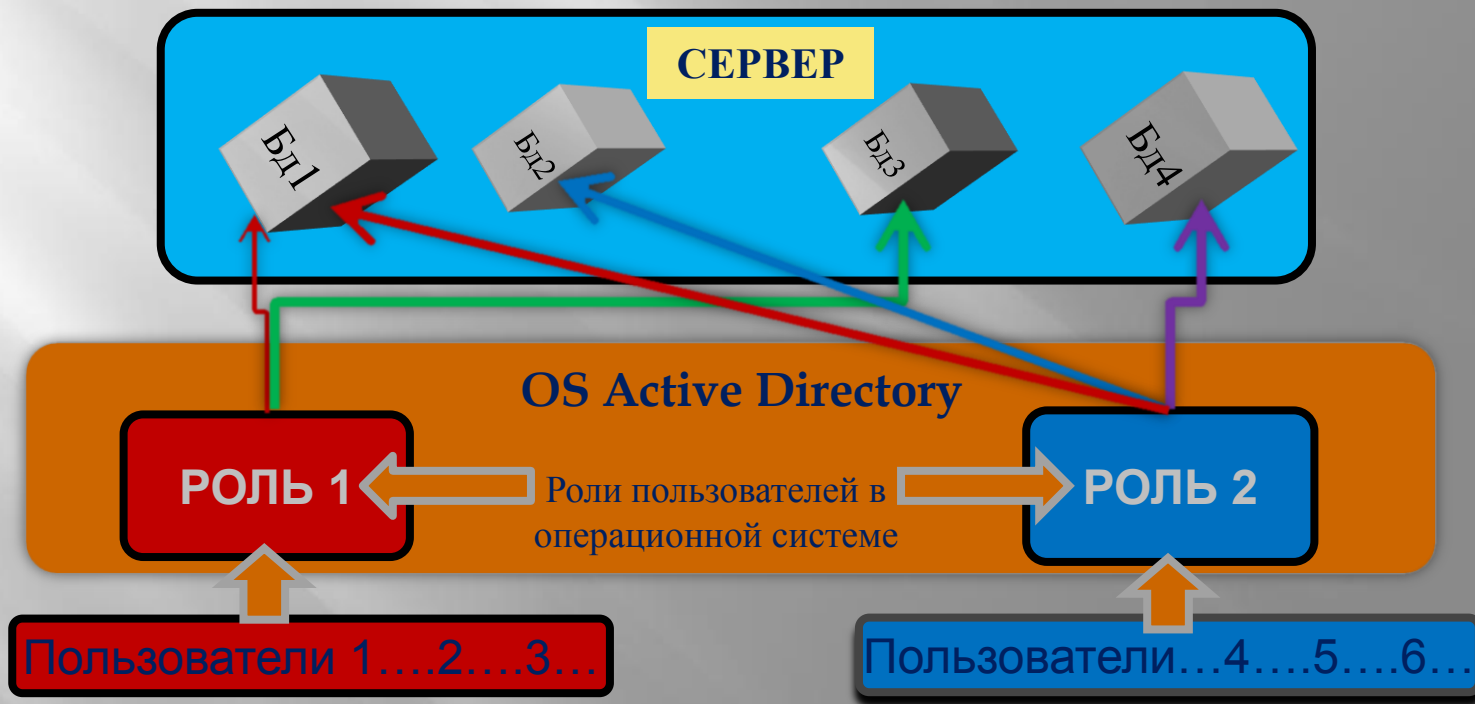 СЕРВЕР
Бд1
Бд2
Бд3
Бд4
OS Active Directory
РОЛЬ 1
Роли пользователей в
операционной системе
РОЛЬ 2
Пользователи 1….2….3…
Пользователи…4….5….6…